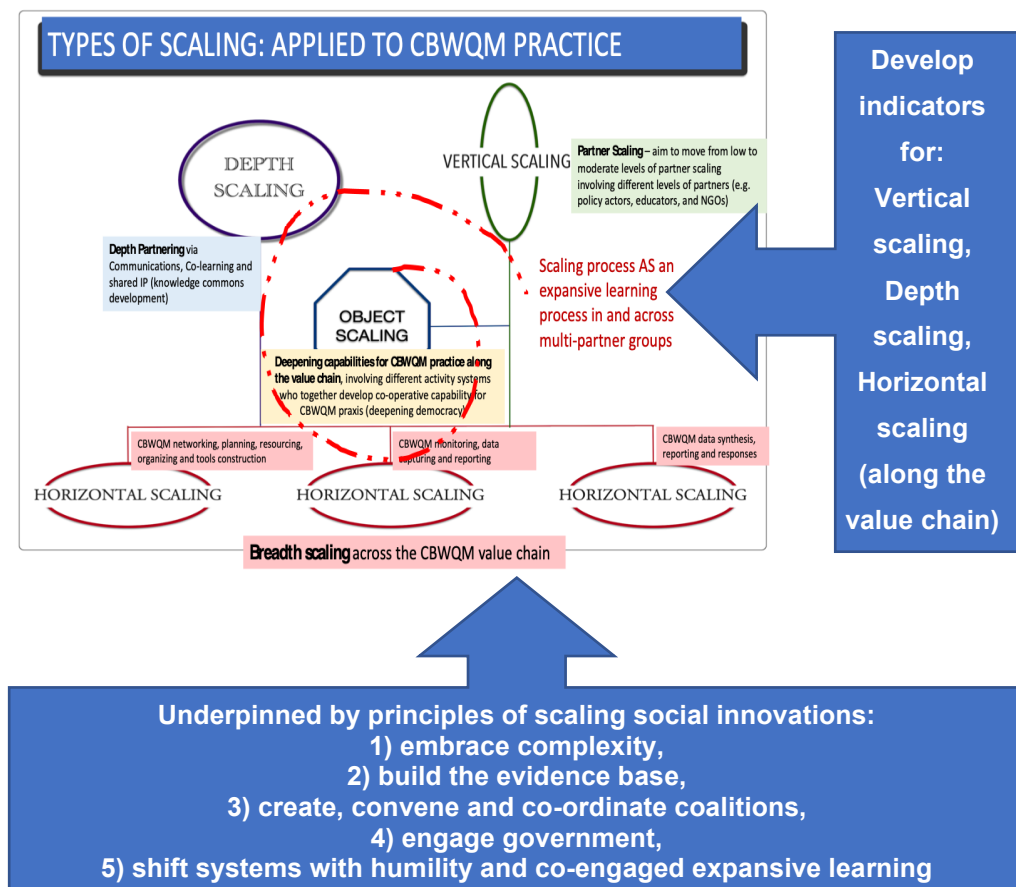 TYPES OF SCALING: APPLIED TO CBWQM PRACTICE
DEPTH
SCALING
VERTICAL SCALING
Partner Scaling – aim to move from low to
moderate levels of partner scaling
involving different levels of partners (e.g.
policy actors, educators, and NGOs)
Depth Partnering via
Communications, Co-learning and
shared IP (knowledge commons
development)
Scaling process AS an
expansive learning
process in and across
multi-partner groups
OBJECT
SCALING
Deepening capabilities for CBWQM practice along
the value chain, involving different activity systems
who together develop co-operative capability for
CBWQM praxis (deepening democracy)
CBWQM networking, planning, resourcing,
organizing and tools construction
CBWQM monitoring, data
capturing and reporting
CBWQM data synthesis,
reporting and responses
HORIZONTAL SCALING
HORIZONTAL SCALING
HORIZONTAL SCALING
Breadth scaling across the CBWQM value chain
Develop
indicators
for:
Vertical
scaling,
Depth
scaling,
Horizontal
scaling
(along the
value chain)
Underpinned by principles of scaling social innovations:
1) embrace complexity,
2) build the evidence base,
3) create, convene and co-ordinate coalitions,
4) engage government,
5) shift systems with humility and co-engaged expansive learning